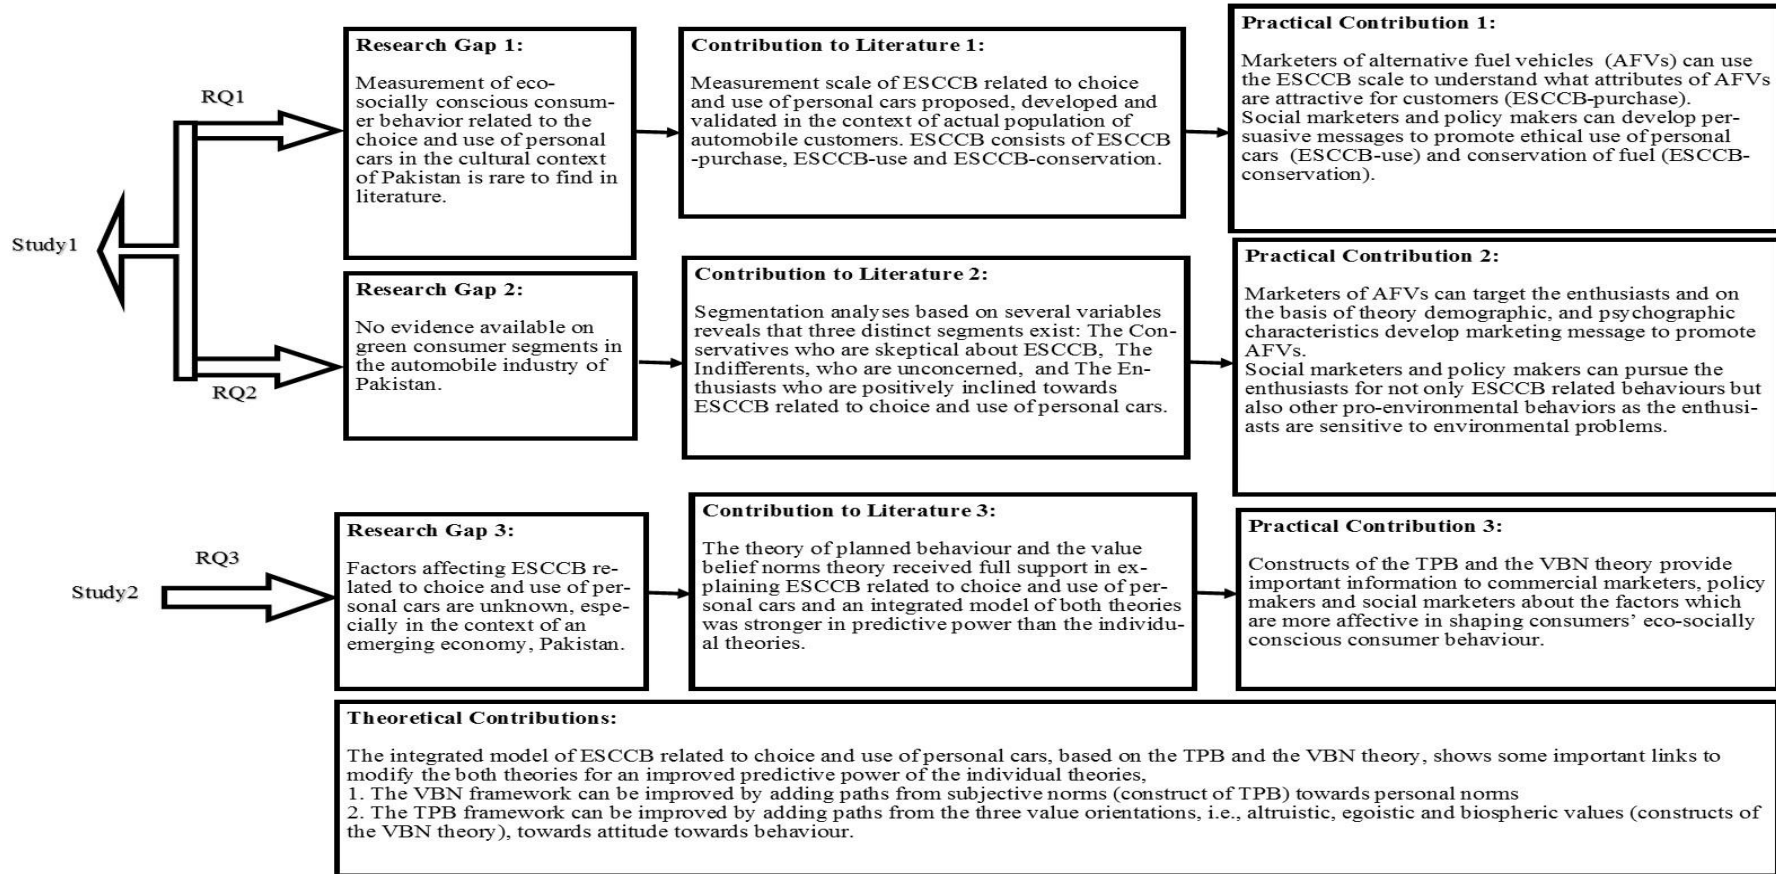 Study1
RQ1
Research Gap 1:
Measurement of eco-
socially conscious consum-
er behavior related to the
choice and use of personal
cars in the cultural context
of Pakistan is rare to find in
literature.
Contribution to Literature 1:
Measurement scale of ESCCB related to choice
and use of personal cars proposed, developed and
validated in the context of actual population of
automobile customers. ESCCB consists of ESCCB
-purchase, ESCCB-use and ESCCB-conservation.
Practical Contribution 1:
Marketers of alternative fuel vehicles (AFVs) can use
the ESCCB scale to understand what attributes of AFVs
are attractive for customers (ESCCB-purchase).
Social marketers and policy makers can develop per-
suasive messages to promote ethical use of personal
cars (ESCCB-use) and conservation of fuel (ESCCB-
conservation).
RQ2
Research Gap 2:
No evidence available on
green consumer segments in
the automobile industry of
Pakistan.
Contribution to Literature 2:
Segmentation analyses based on several variables
reveals that three distinct segments exist: The Con-
servatives who are skeptical about ESCCB, The
Indifferents, who are unconcerned, and The En-
thusiasts who are positively inclined towards
ESCCB related to choice and use of personal cars.
Practical Contribution 2:
Marketers of AFVs can target the enthusiasts and on
the basis of theory demographic, and psychographic
characteristics develop marketing message to promote
AFVs.
Social marketers and policy makers can pursue the
enthusiasts for not only ESCCB related behaviours but
also other pro-environmental behaviors as the enthusi-
asts are sensitive to environmental problems.
Study2
RQ3
Research Gap 3:
Factors affecting ESCCB re-
lated to choice and use of per-
sonal cars are unknown, espe-
cially in the context of an
emerging economy, Pakistan.
Contribution to Literature 3:
The theory of planned behaviour and the value
belief norms theory received full support in ex-
plaining ESCCB related to choice and use of per-
sonal cars and an integrated model of both theories
was stronger in predictive power than the individu-
al theories.
Practical Contribution 3:
Constructs of the TPB and the VBN theory provide
important information to commercial marketers, policy
makers and social marketers about the factors which
are more affective in shaping consumers' eco-socially
conscious consumer behaviour.
Theoretical Contributions:
The integrated model of ESCCB related to choice and use of personal cars, based on the TPB and the VBN theory, shows some important links to
modify the both theories for an improved predictive power of the individual theories,
1. The VBN framework can be improved by adding paths from subjective norms (construct of TPB) towards personal norms
2. The TPB framework can be improved by adding paths from the three value orientations, i.e., altruistic, egoistic and biospheric values (constructs of
the VBN theory), towards attitude towards behaviour.